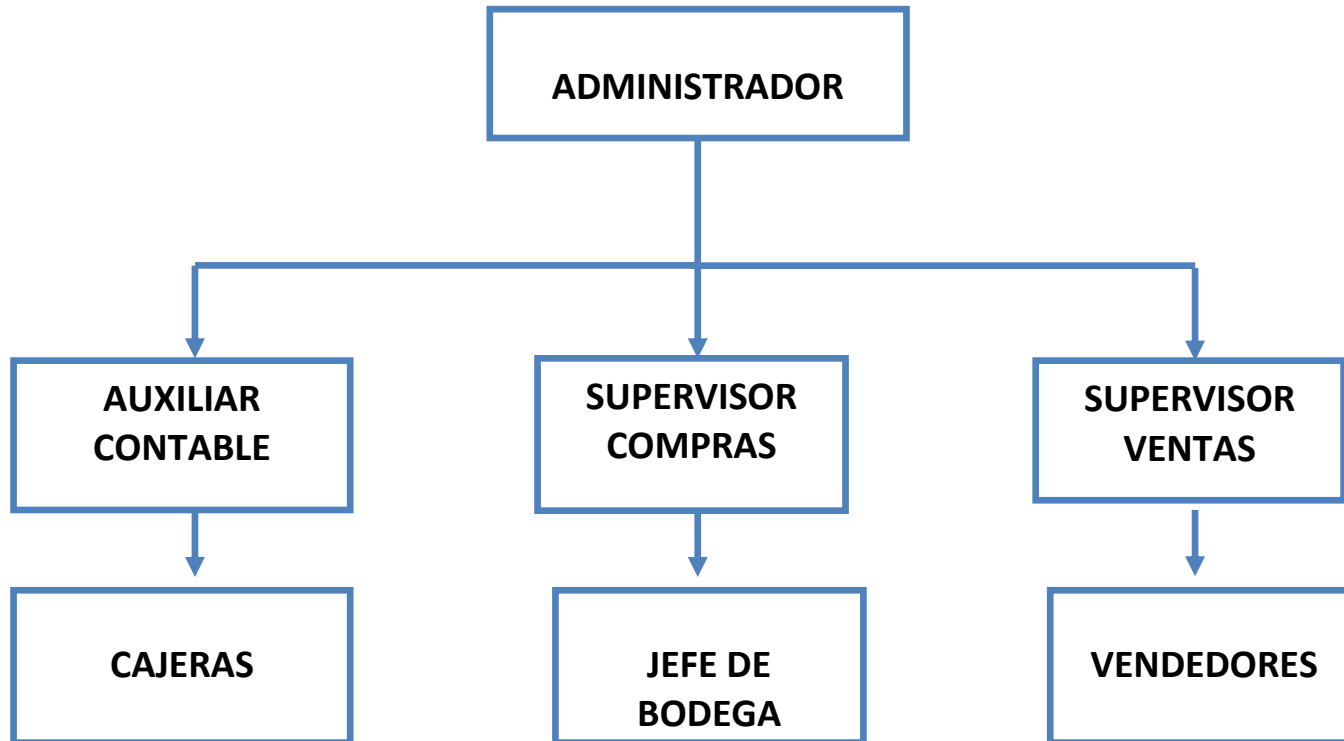 ADMINISTRADOR
AUXILIAR
CONTABLE
SUPERVISOR
COMPRAS
SUPERVISOR
VENTAS
CAJERAS
JEFE DE
BODEGA
VENDEDORES